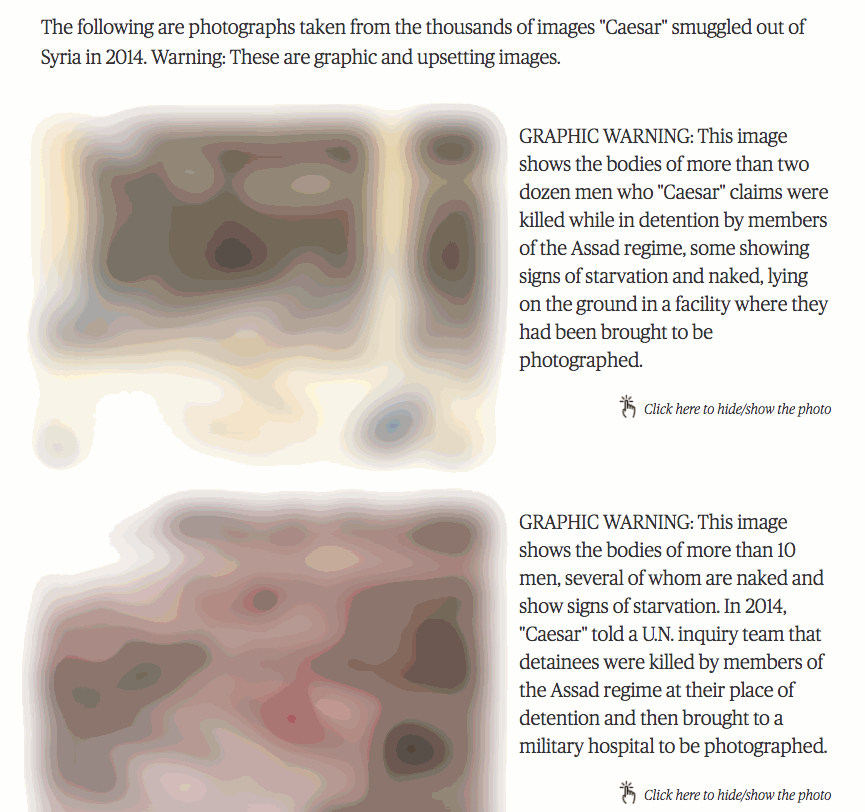 The following are photographs taken from the thousands of images "Caesar" smuggled out of
Syria in 2014. Warning: These are graphic and upsetting images.
GRAPHIC WARNING: This image
shows the bodies of more than two
dozen men who "Caesar" claims were
killed while in detention by members
of the Assad regime, some showing
signs of starvation and naked, lying
on the ground in a facility where they
had been brought to be
photographed.
Click here to hide/show the photo
GRAPHIC WARNING: This image
shows the bodies of more than 10
men, several of whom are naked and
show signs of starvation. In 2014,
"Caesar" told a U.N. inquiry team that
detainees were killed by members of
the Assad regime at their place of
detention and then brought to a
military hospital to be photographed.
Click here to hide/show the photo